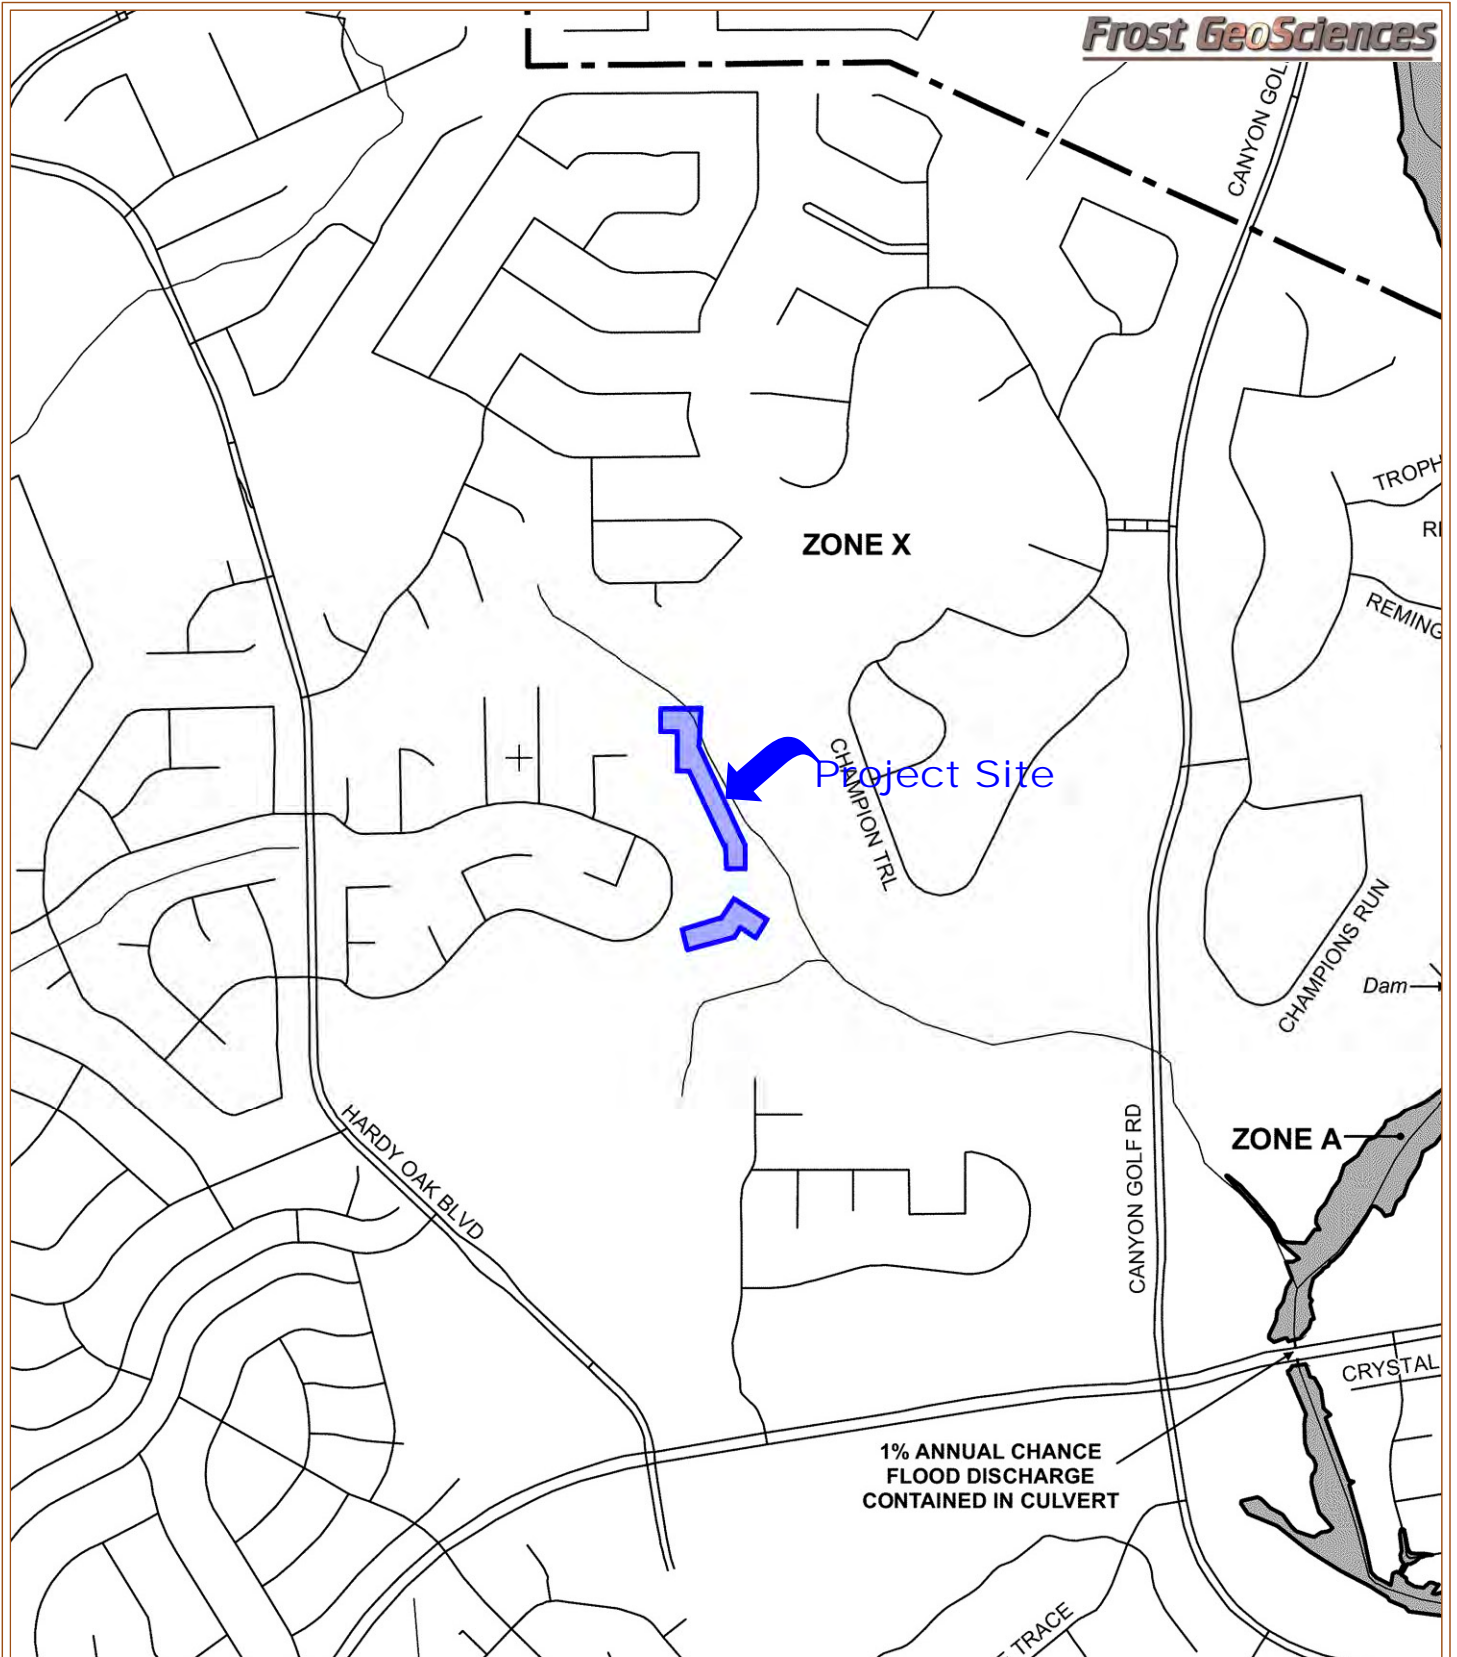 Frost GeoSciences
CANYON GOL
TROPH
RI
ZONE X
REMING
Project Site
CHAMPION TRL
CHAMPIONS RUN
Dam
HARDY OAK BLVD
CANYON GOLF RD
ZONE A
CRYSTAL
1% ANNUAL CHANCE
FLOOD DISCHARGE
CONTAINED IN CULVERT
TRACE